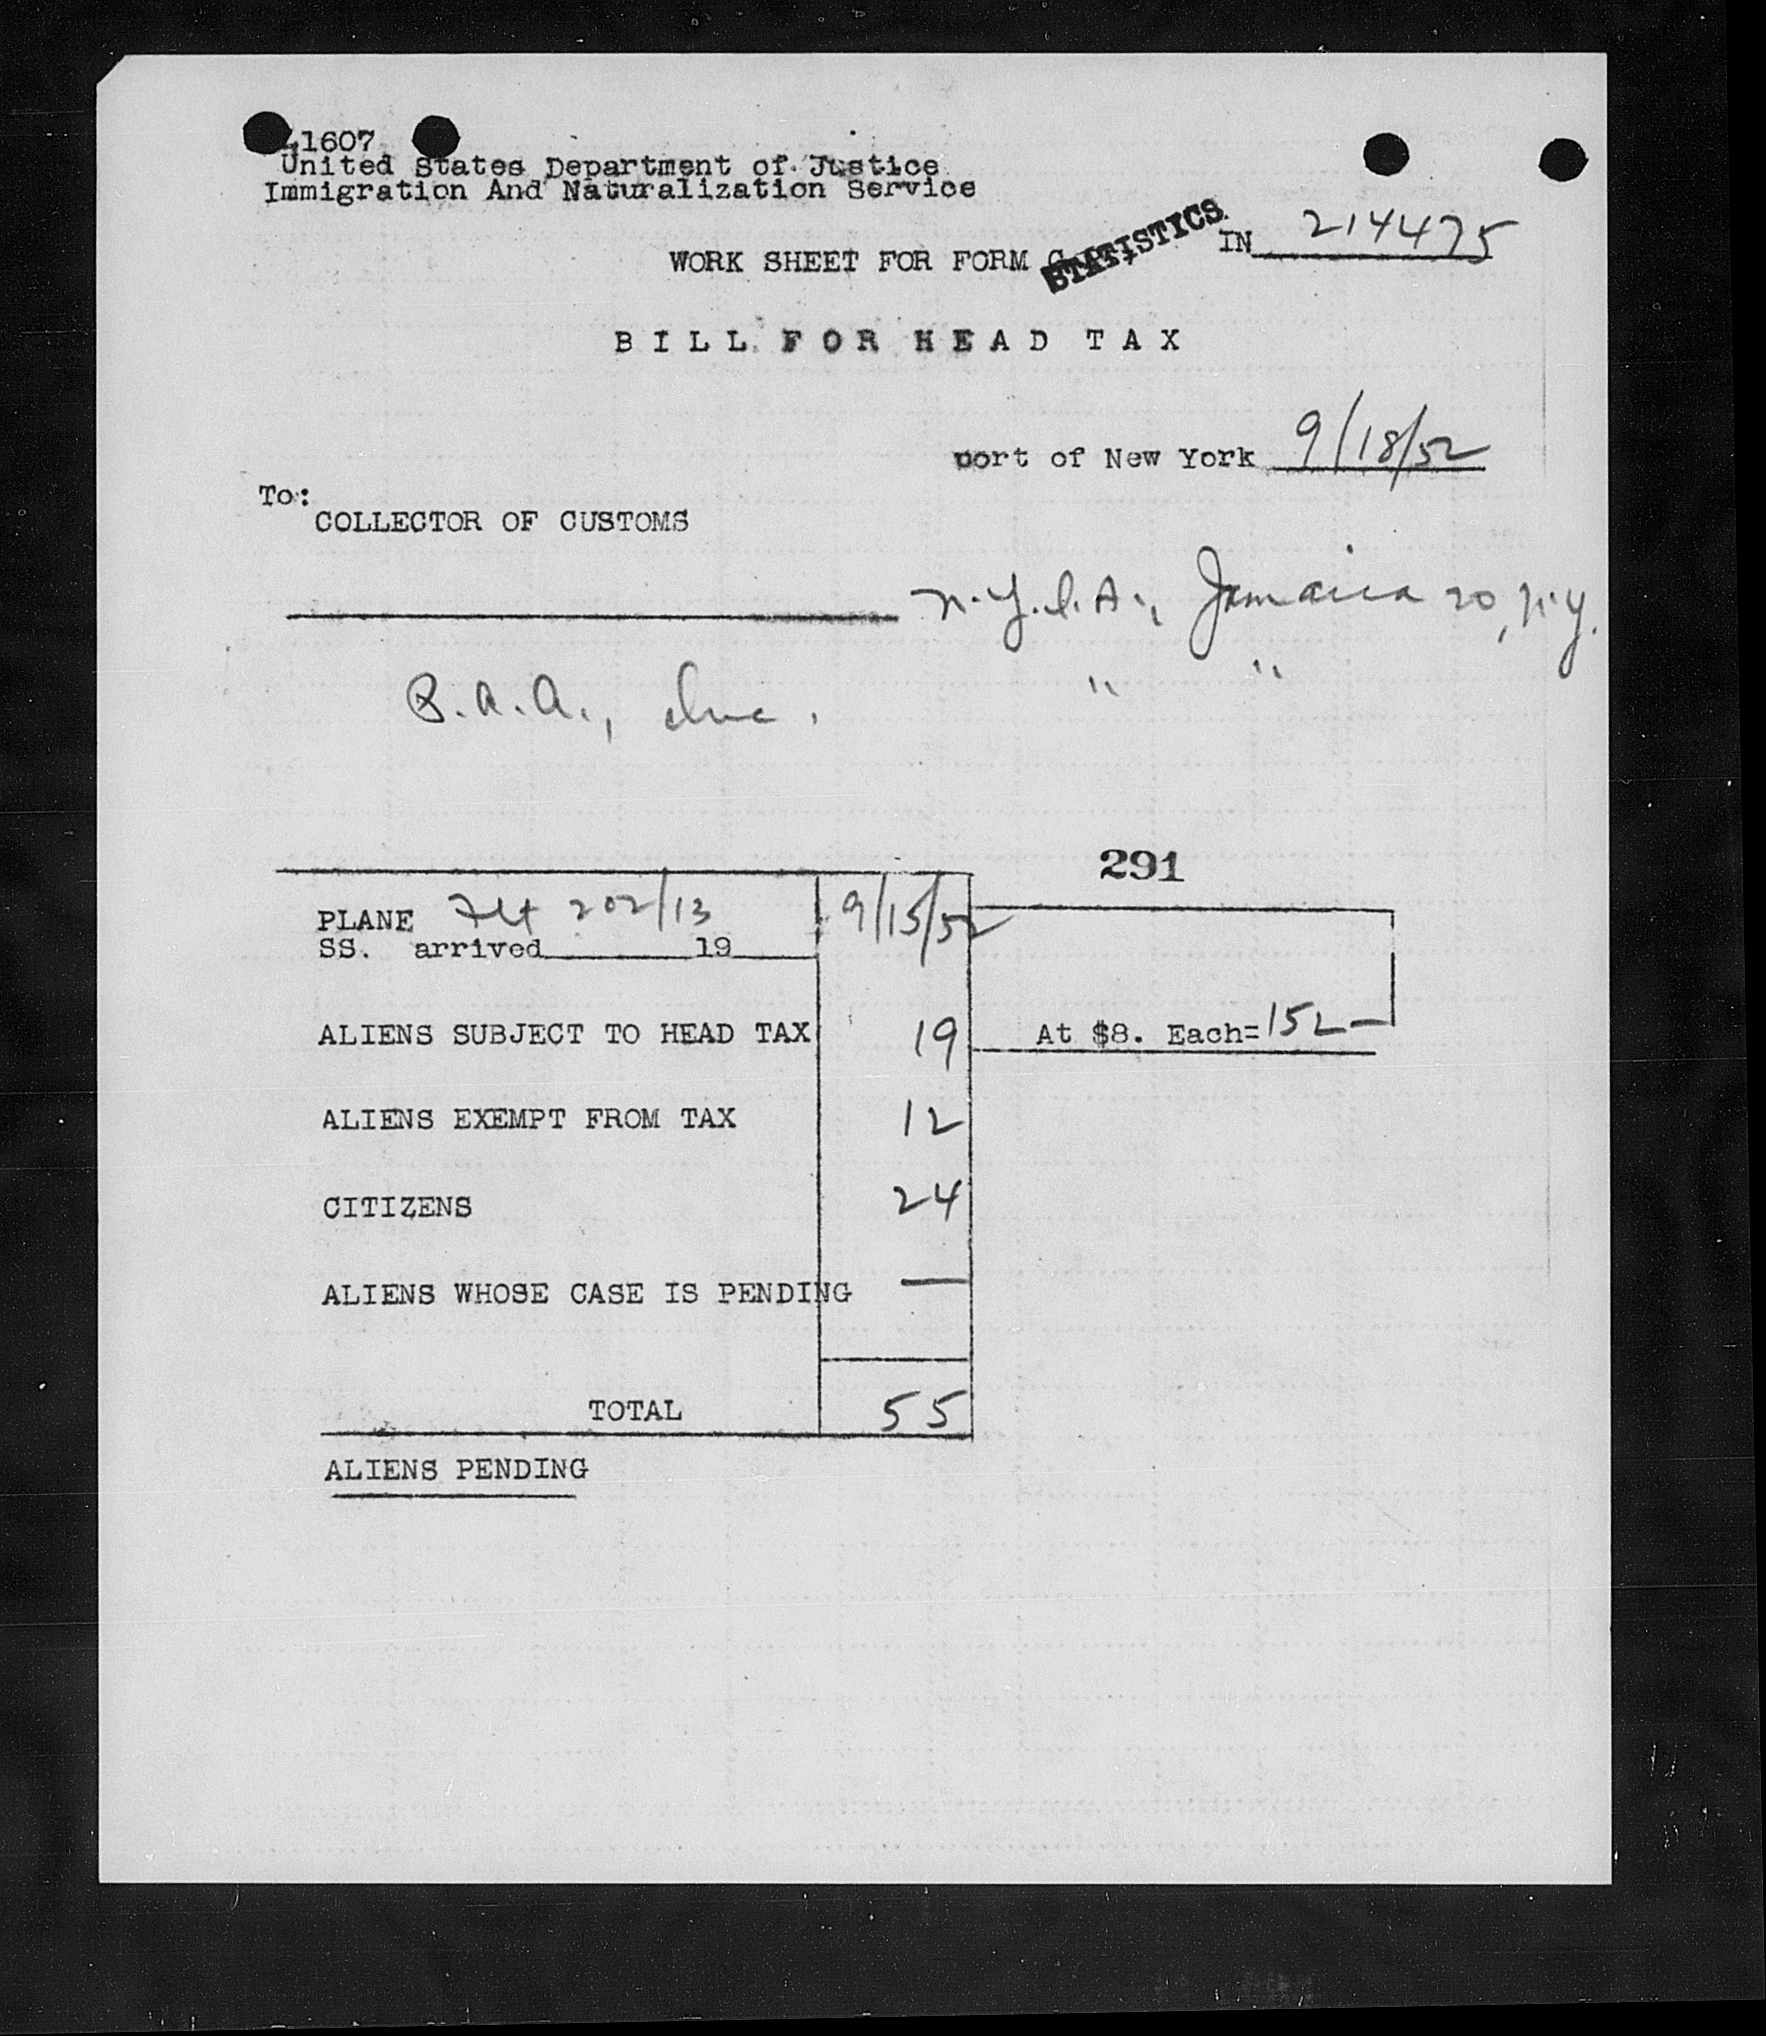 1607
United States Department of Justice
Immigration And Naturalization Service
STATISTICS
WORK SHEET FOR FORM
IN 214475
BILL FOR HEAD TAX
port of New York 9/18/52
To:
COLLECTOR OF CUSTOMS
N.Y.I.A., Jamaica 20, N.Y.
P.A.A., Inc. " "
291
PLANE Flt 202/13 9/15/52
SS. arrived 19
ALIENS SUBJECT TO HEAD TAX 19 At $8. Each= 152—
ALIENS EXEMPT FROM TAX 12
CITIZENS 24
ALIENS WHOSE CASE IS PENDING —
TOTAL 55
ALIENS PENDING